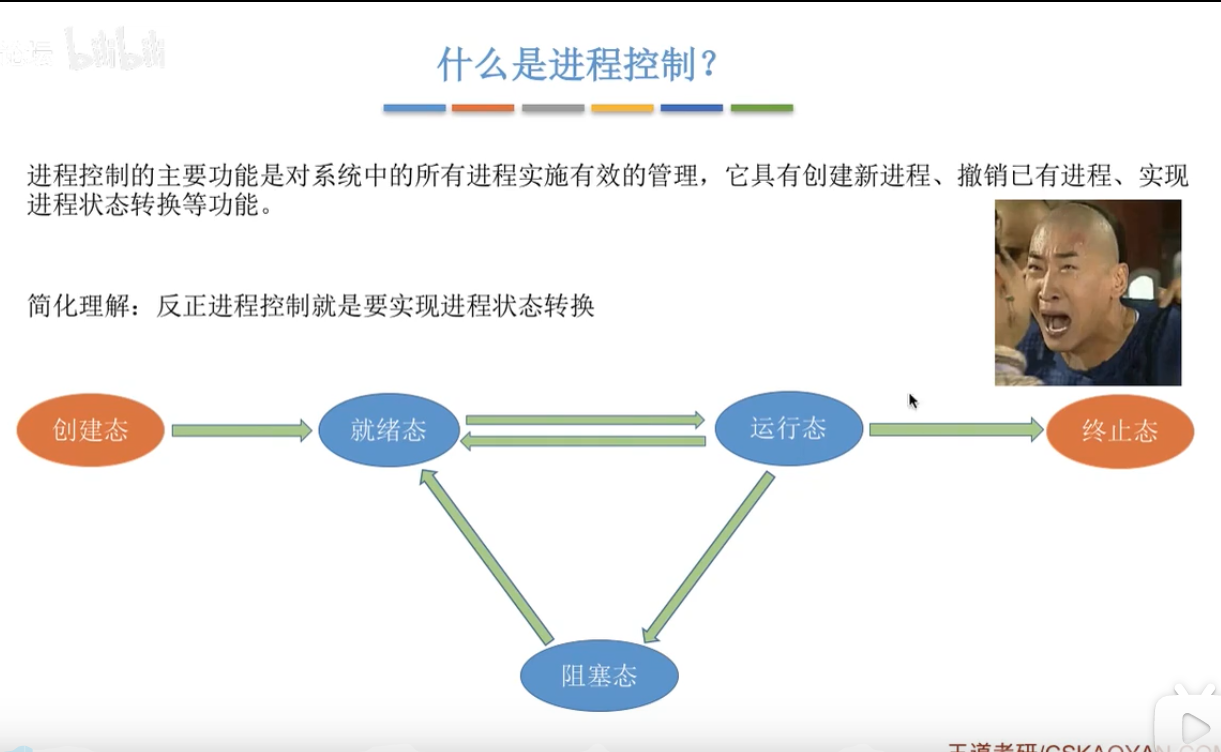 bilibili
什么是进程控制？
进程控制的主要功能是对系统中的所有进程实施有效的管理，它具有创建新进程、撤销已有进程、实现
进程状态转换等功能。
简化理解：反正进程控制就是要实现进程状态转换
创建态
就绪态
运行态
终止态
阻塞态
王道考研/CSKAOYAN.COM